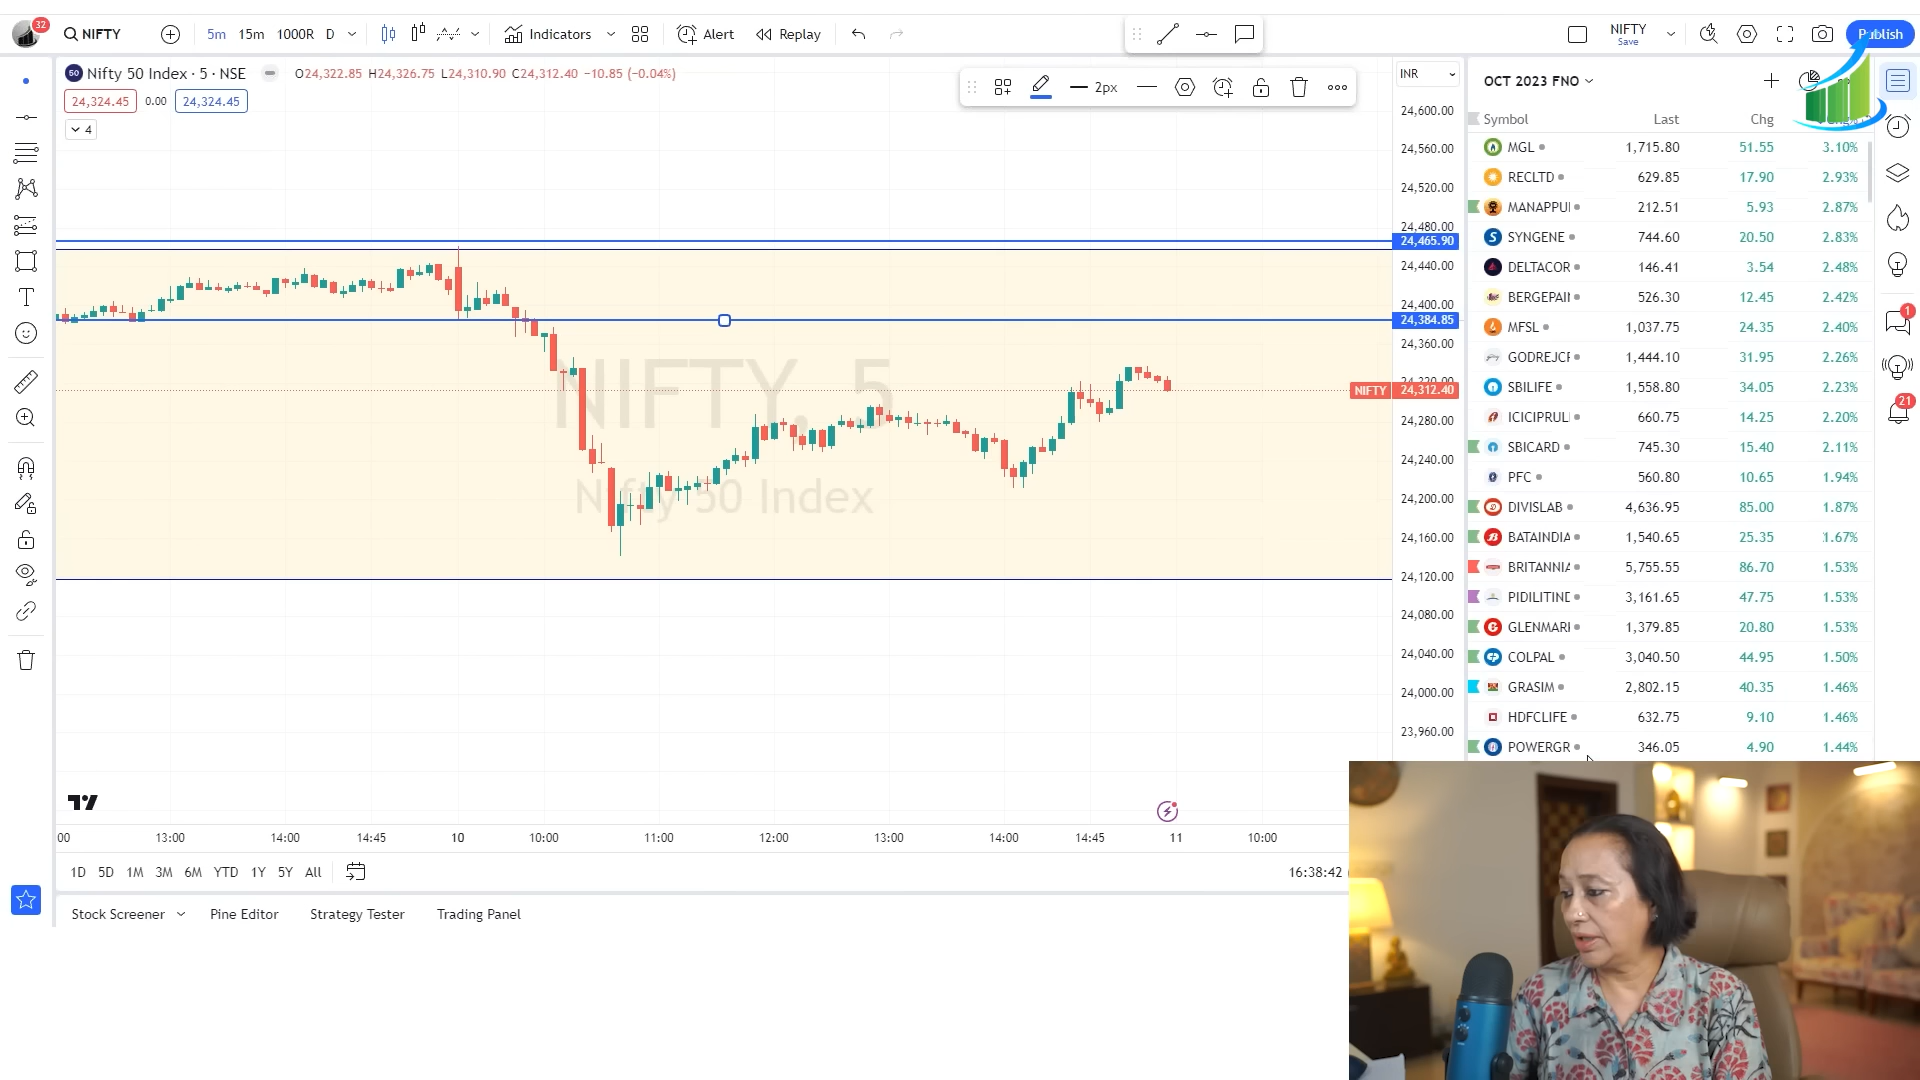 32
NIFTY
5m 15m 1000R D
Indicators
Alert
Replay
NIFTY
Save
Publish
50 Nifty 50 Index · 5 · NSE
O24,322.85 H24,326.75 L24,310.90 C24,312.40 −10.85 (−0.04%)
24,324.45 0.00 24,324.45
4
2px
INR
24,600.00
24,560.00
24,520.00
24,480.00
24,465.90
24,440.00
24,400.00
24,384.85
24,360.00
NIFTY 24,312.40
24,280.00
24,240.00
24,200.00
24,160.00
24,120.00
24,080.00
24,040.00
24,000.00
23,960.00
NIFTY, 5
Nifty 50 Index
00 13:00 14:00 14:45 10 10:00 11:00 12:00 13:00 14:00 14:45 11 10:00
1D 5D 1M 3M 6M YTD 1Y 5Y All
16:38:42
Stock Screener Pine Editor Strategy Tester Trading Panel
OCT 2023 FNO
Symbol Last Chg
MGL 1,715.80 51.55 3.10%
RECLTD 629.85 17.90 2.93%
MANAPPUI 212.51 5.93 2.87%
SYNGENE 744.60 20.50 2.83%
DELTACOR 146.41 3.54 2.48%
BERGEPAIN 526.30 12.45 2.42%
MFSL 1,037.75 24.35 2.40%
GODREJCF 1,444.10 31.95 2.26%
SBILIFE 1,558.80 34.05 2.23%
ICICIPRUL 660.75 14.25 2.20%
SBICARD 745.30 15.40 2.11%
PFC 560.80 10.65 1.94%
DIVISLAB 4,636.95 85.00 1.87%
BATAINDIA 1,540.65 25.35 1.67%
BRITANNIA 5,755.55 86.70 1.53%
PIDILITIND 3,161.65 47.75 1.53%
GLENMARI 1,379.85 20.80 1.53%
COLPAL 3,040.50 44.95 1.50%
GRASIM 2,802.15 40.35 1.46%
HDFCLIFE 632.75 9.10 1.46%
POWERGR 346.05 4.90 1.44%
1
21